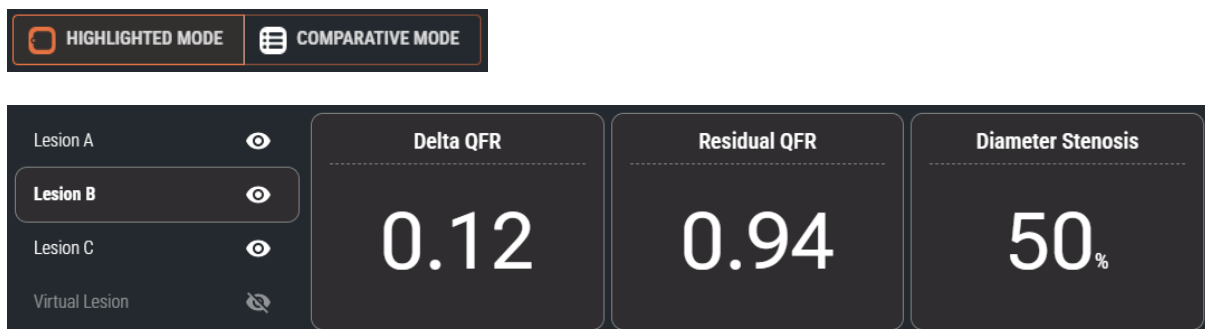 HIGHLIGHTED MODE COMPARATIVE MODE
Lesion A
Lesion B
Lesion C
Virtual Lesion
Delta QFR
0.12
Residual QFR
0.94
Diameter Stenosis
50%